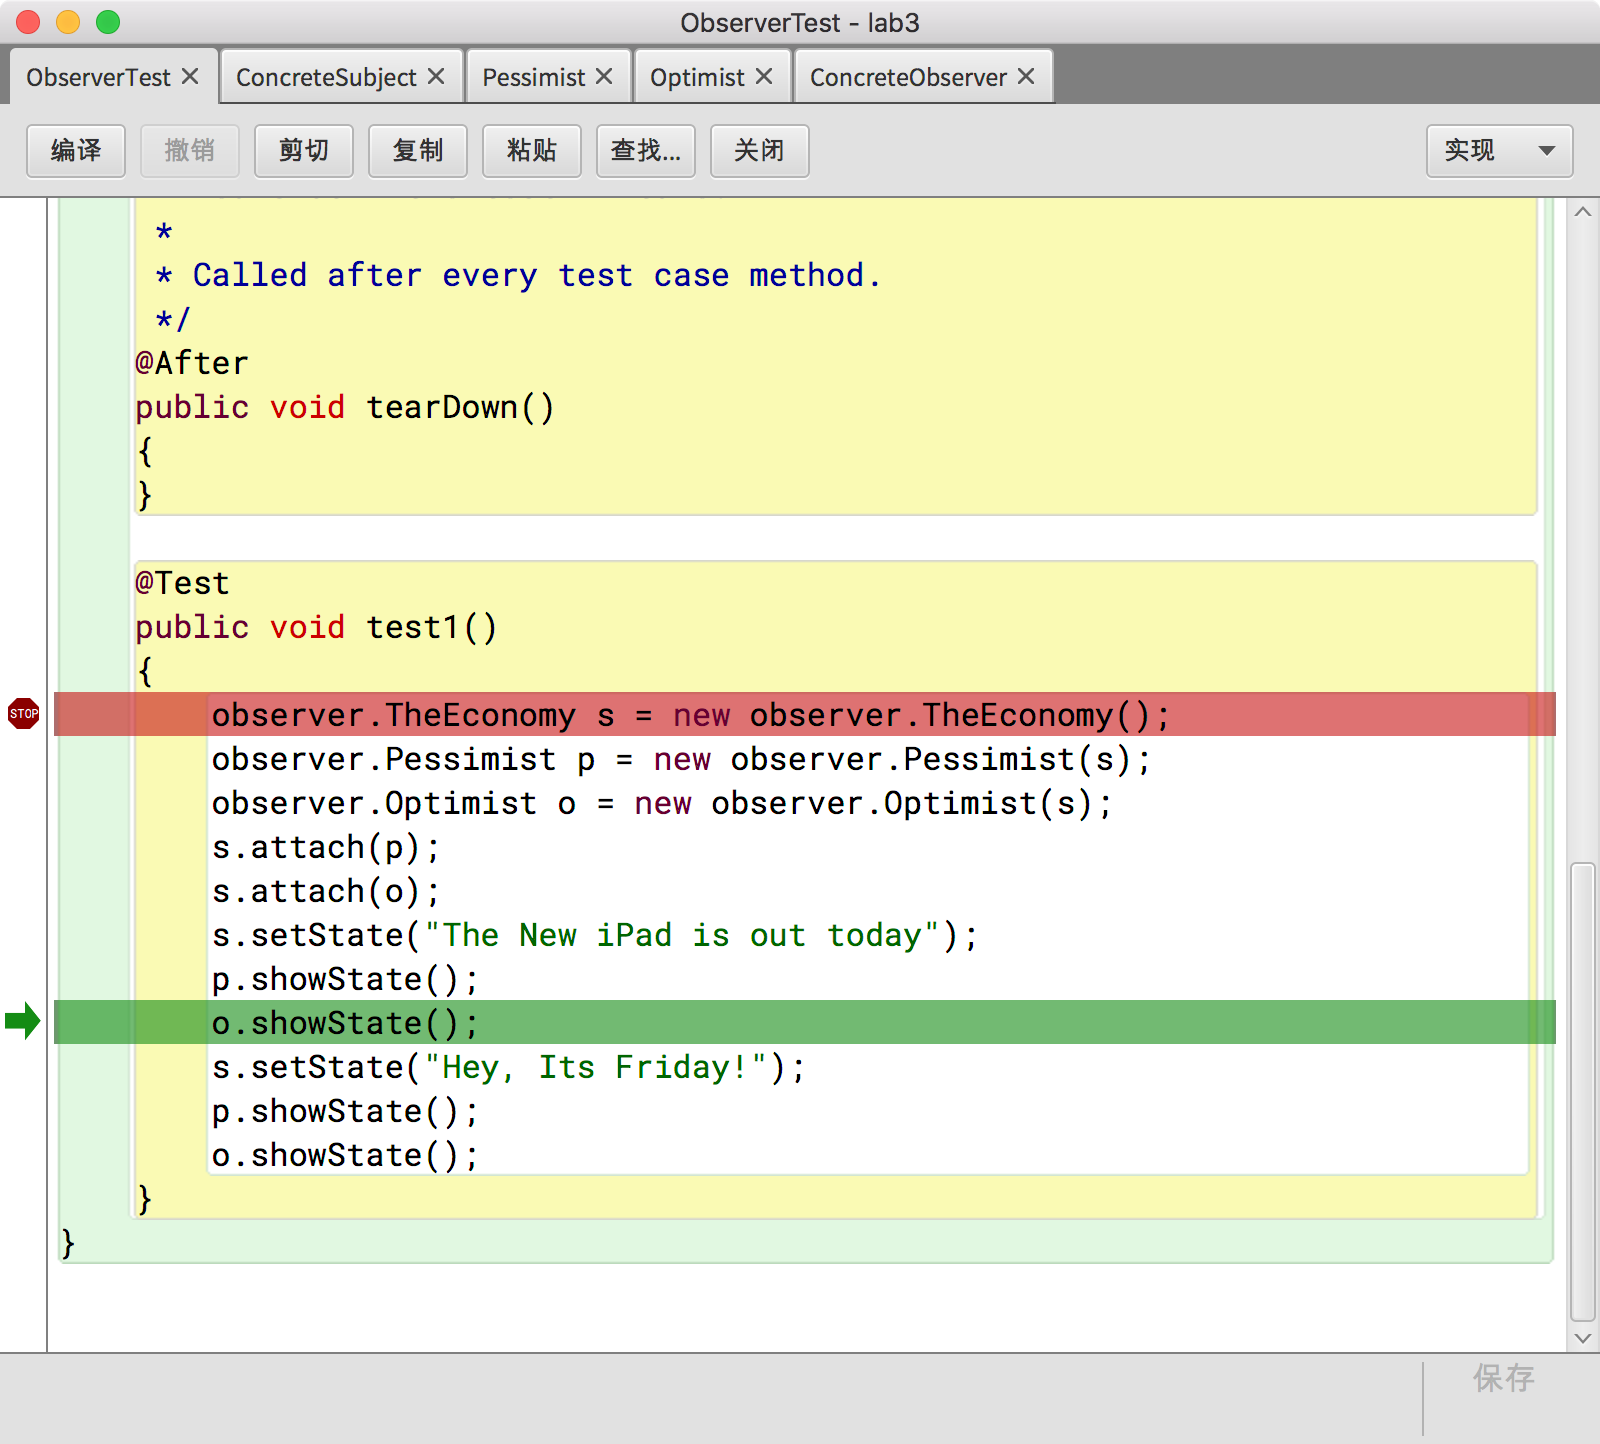 ObserverTest - lab3
ObserverTest ConcreteSubject Pessimist Optimist ConcreteObserver
编译 撤销 剪切 复制 粘贴 查找... 关闭 实现
*
* Called after every test case method.
*/
@After
public void tearDown()
{
}
@Test
public void test1()
{
STOP observer.TheEconomy s = new observer.TheEconomy();
observer.Pessimist p = new observer.Pessimist(s);
observer.Optimist o = new observer.Optimist(s);
s.attach(p);
s.attach(o);
s.setState("The New iPad is out today");
p.showState();
o.showState();
s.setState("Hey, Its Friday!");
p.showState();
o.showState();
}
}
保存